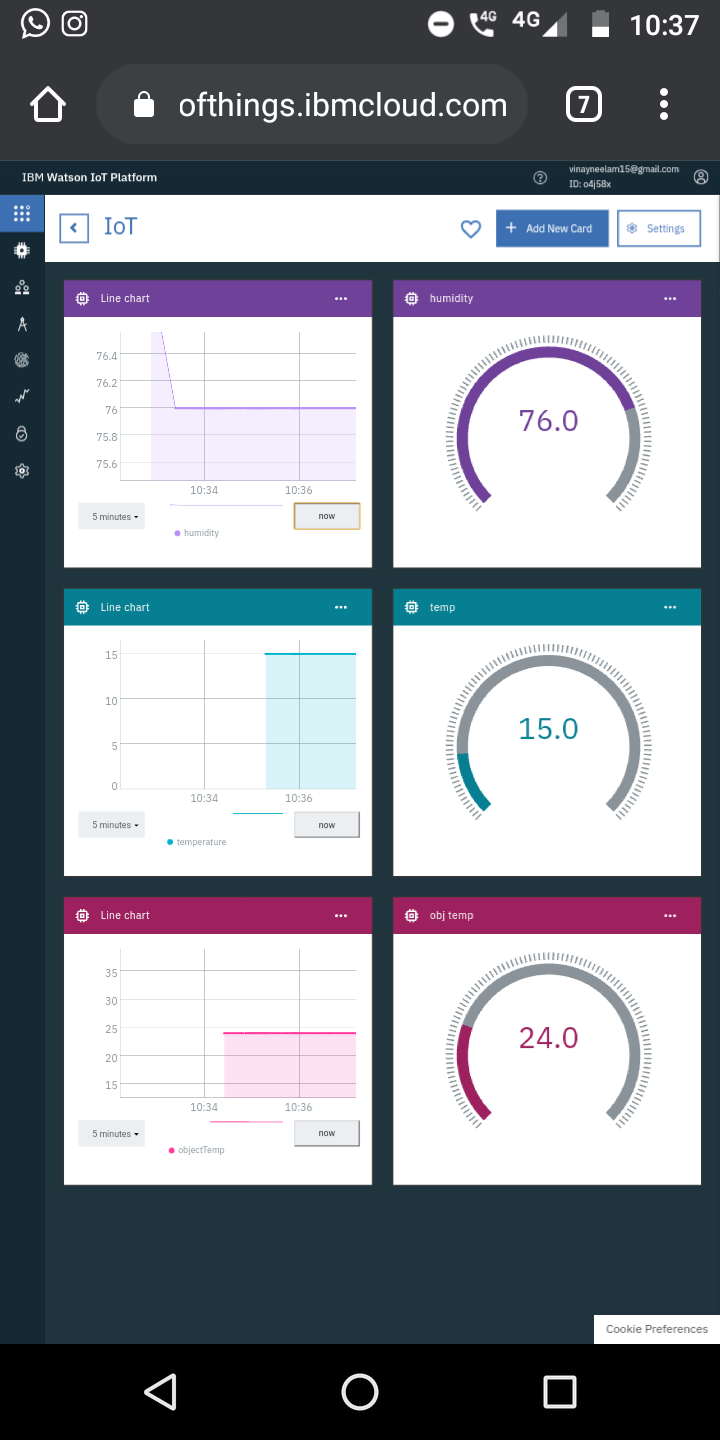 4G 4G 10:37
ofthings.ibmcloud.com 7
IBM Watson IoT Platform
vinayneelam15@gmail.com
ID: o4j58x
IoT
+ Add New Card
Settings
Line chart
76.4
76.2
76
75.8
75.6
10:34 10:36
5 minutes
now
humidity
humidity
76.0
Line chart
15
10
5
0
10:34 10:36
5 minutes
now
temperature
temp
15.0
Line chart
35
30
25
20
15
10:34 10:36
5 minutes
now
objectTemp
obj temp
24.0
Cookie Preferences